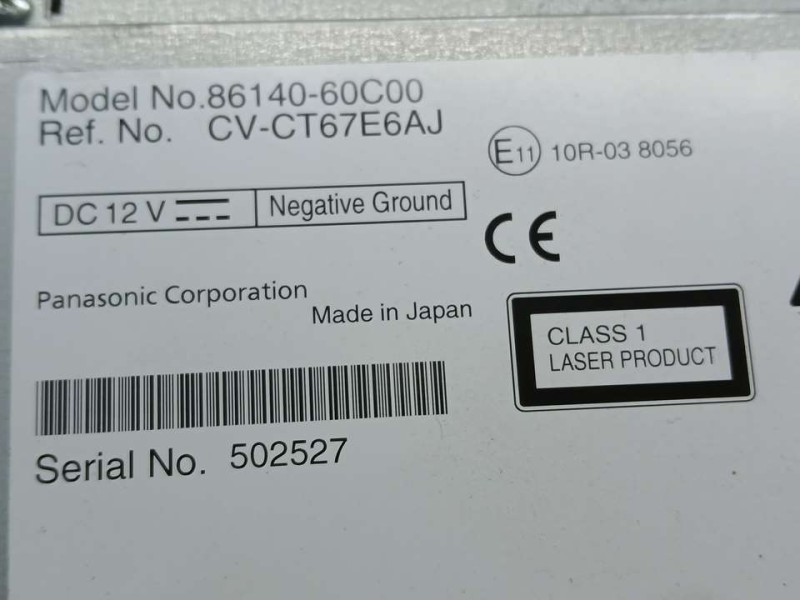 Model No.86140-60C00
Ref. No. CV-CT67E6AJ
E11 10R-03 8056
DC 12 V Negative Ground
CE
Panasonic Corporation
Made in Japan
CLASS 1
LASER PRODUCT
Serial No. 502527